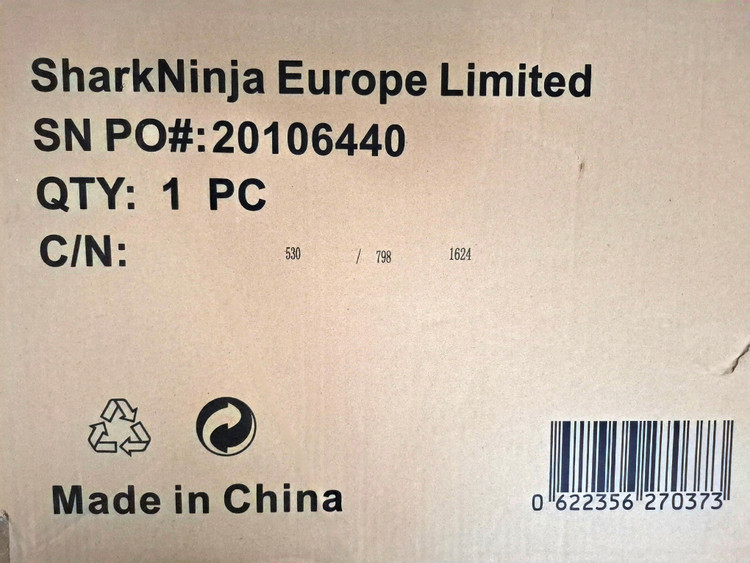 SharkNinja Europe Limited
SN PO#:20106440
QTY: 1 PC
C/N: 530 / 798 1624
Made in China
0 622356 270373